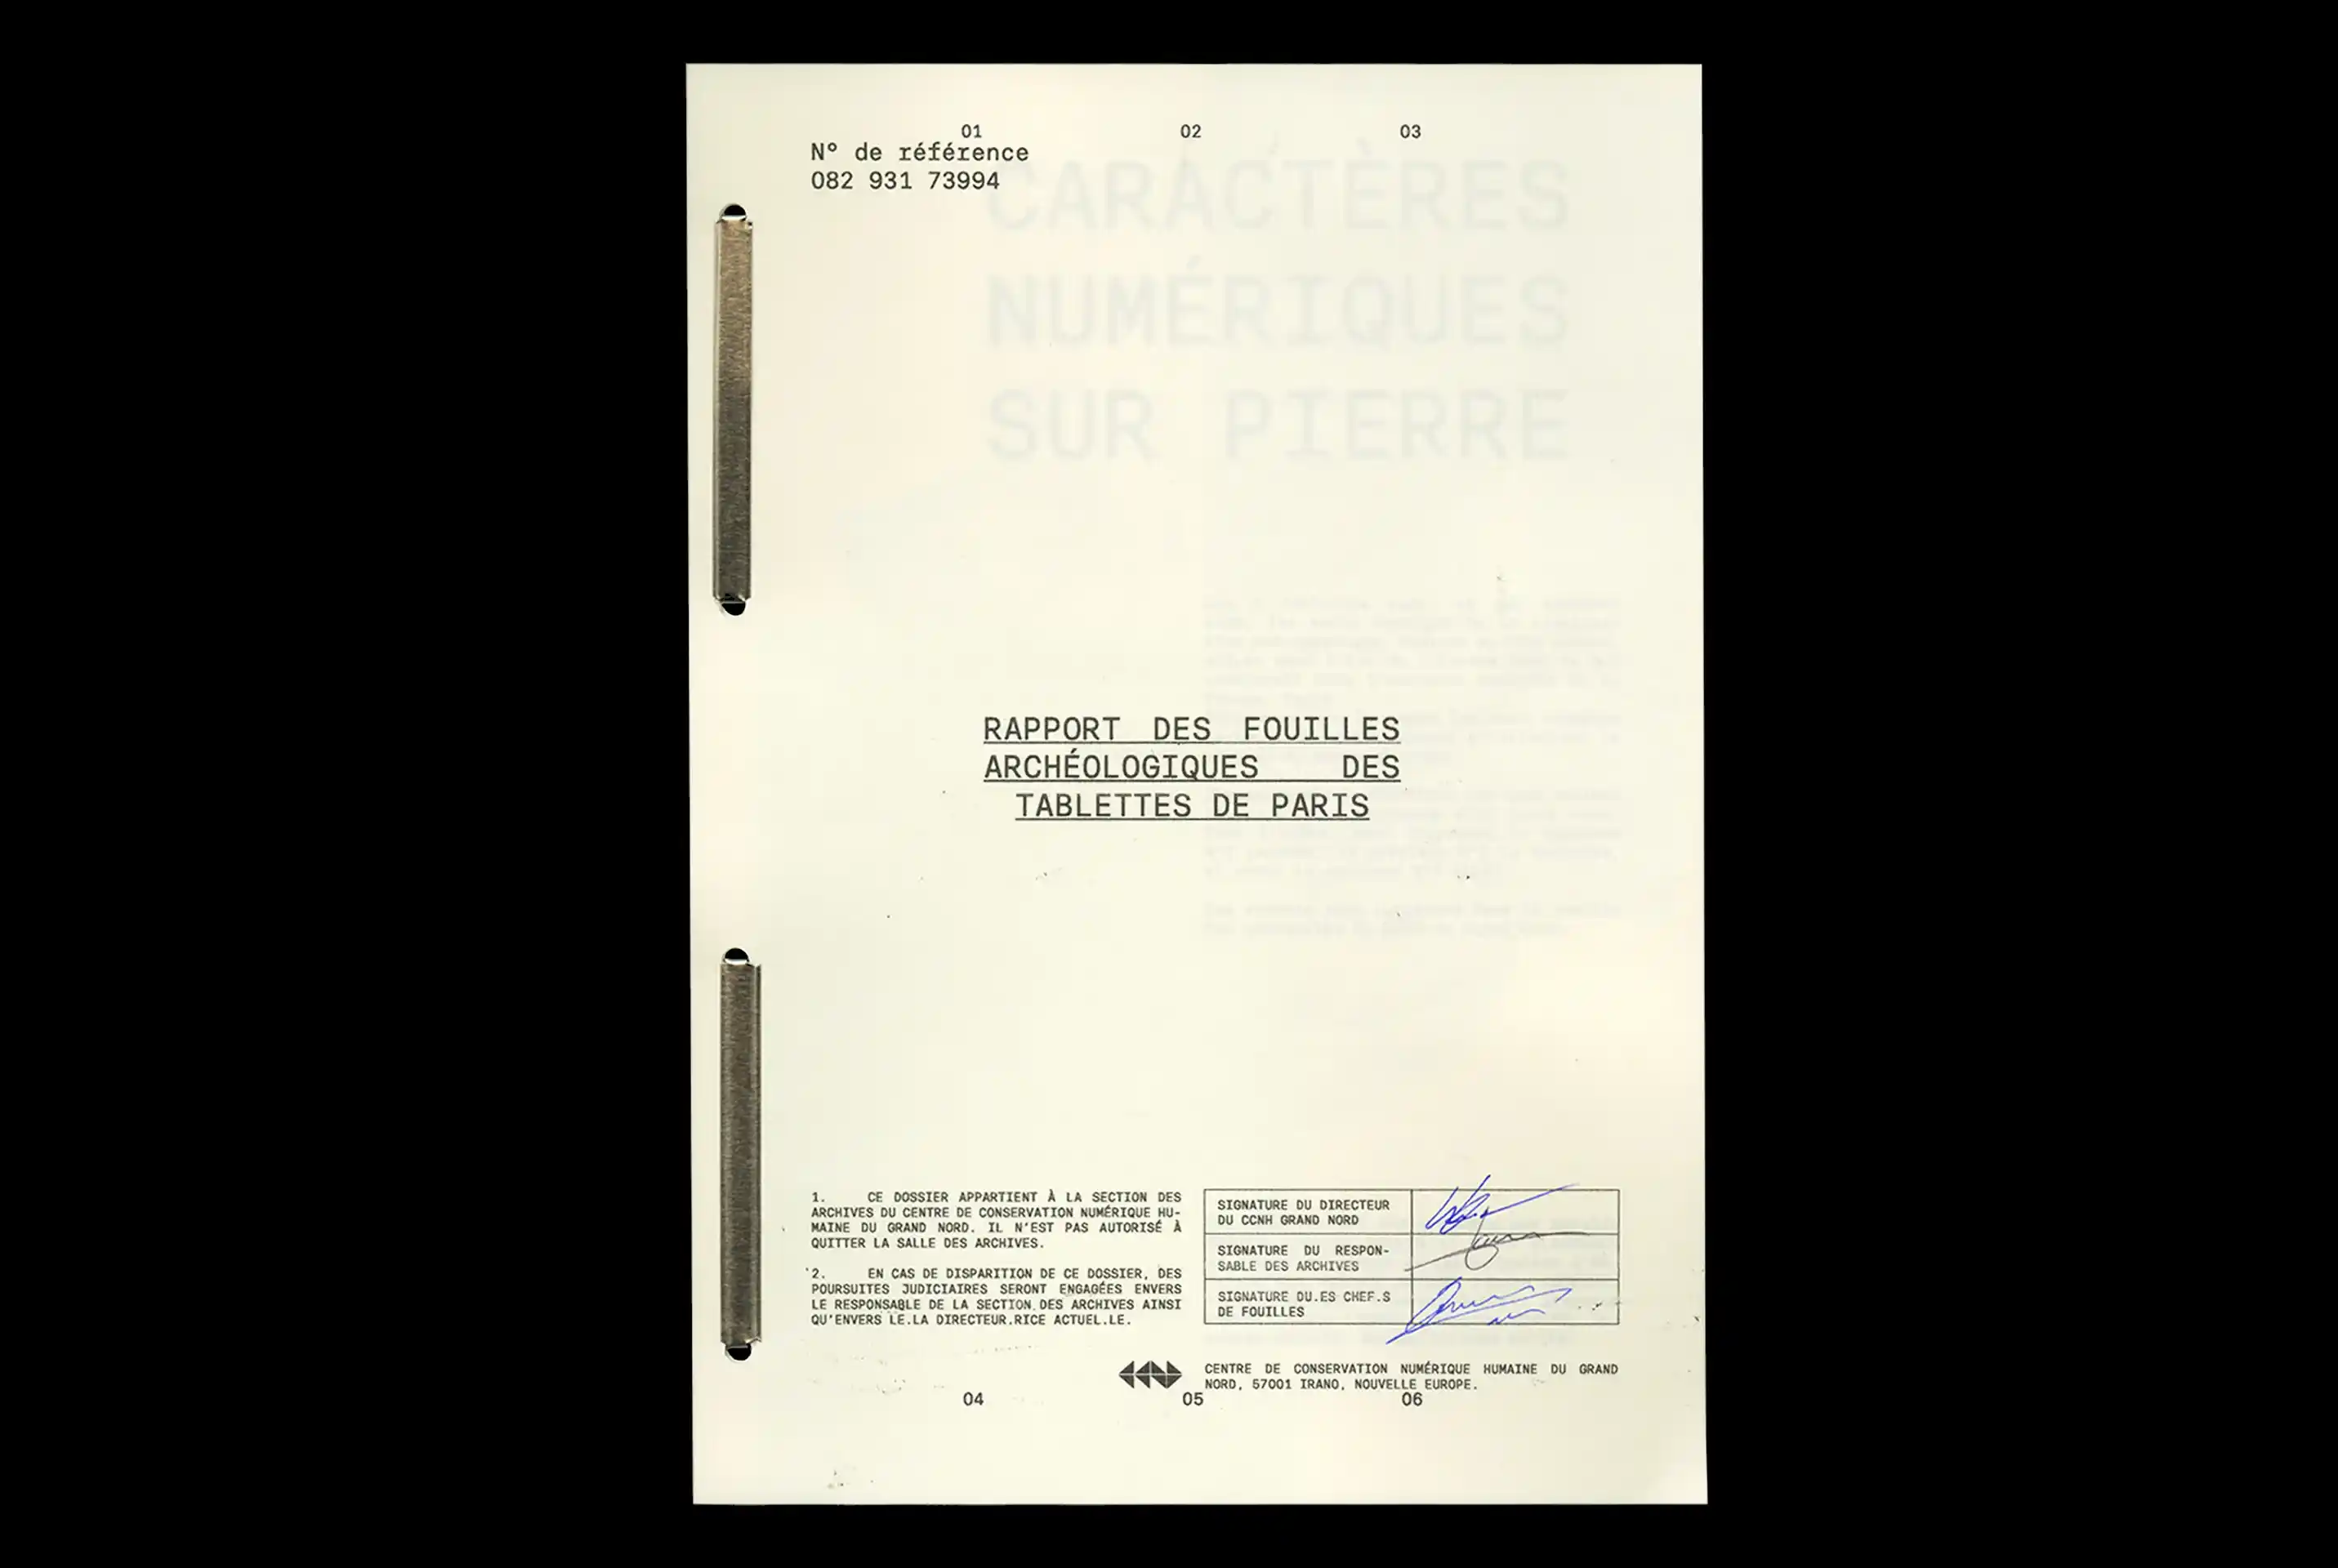 01 02 03
N° de référence
082 931 73994
CARACTÈRES
NUMÉRIQUES
SUR PIERRE
RAPPORT DES FOUILLES
ARCHÉOLOGIQUES DES
TABLETTES DE PARIS
1. CE DOSSIER APPARTIENT À LA SECTION DES
ARCHIVES DU CENTRE DE CONSERVATION NUMÉRIQUE HU-
MAINE DU GRAND NORD. IL N'EST PAS AUTORISÉ À
QUITTER LA SALLE DES ARCHIVES.
2. EN CAS DE DISPARITION DE CE DOSSIER, DES
POURSUITES JUDICIAIRES SERONT ENGAGÉES ENVERS
LE RESPONSABLE DE LA SECTION DES ARCHIVES AINSI
QU'ENVERS LE.LA DIRECTEUR.RICE ACTUEL.LE.
SIGNATURE DU DIRECTEUR
DU CCNH GRAND NORD
SIGNATURE DU RESPON-
SABLE DES ARCHIVES
SIGNATURE DU.ES CHEF.S
DE FOUILLES
CENTRE DE CONSERVATION NUMÉRIQUE HUMAINE DU GRAND
NORD, 57001 IRANO, NOUVELLE EUROPE.
04 05 06